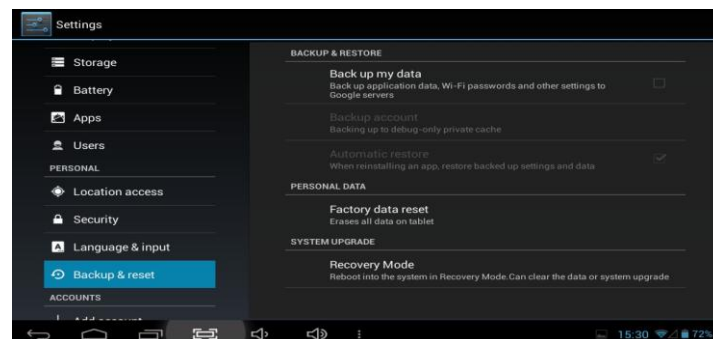 Settings
Storage
Battery
Apps
Users
PERSONAL
Location access
Security
Language & input
Backup & reset
ACCOUNTS
Add account
BACKUP & RESTORE
Back up my data
Back up application data, Wi-Fi passwords and other settings to
Google servers
Backup account
Backing up to debug-only private cache
Automatic restore
When reinstalling an app, restore backed up settings and data
PERSONAL DATA
Factory data reset
Erases all data on tablet
SYSTEM UPGRADE
Recovery Mode
Reboot into the system in Recovery Mode.Can clear the data or system upgrade
15:30 72%